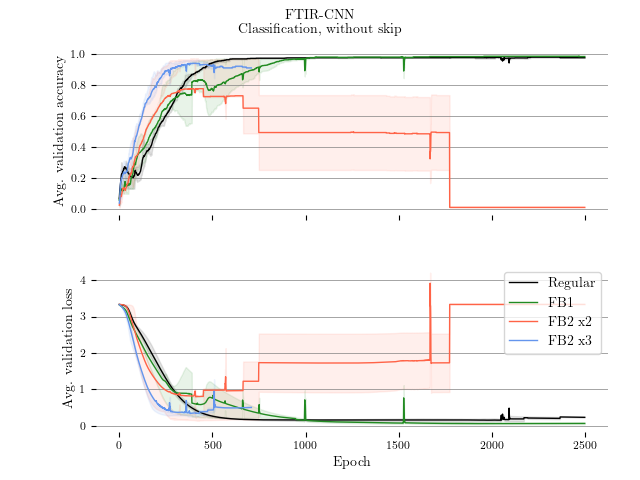 FTIR-CNN
Classification, without skip
Avg. validation accuracy
1.0
0.8
0.6
0.4
0.2
0.0
Avg. validation loss
4
3
2
1
0
Regular
FB1
FB2 x2
FB2 x3
0
500
1000
1500
2000
2500
Epoch